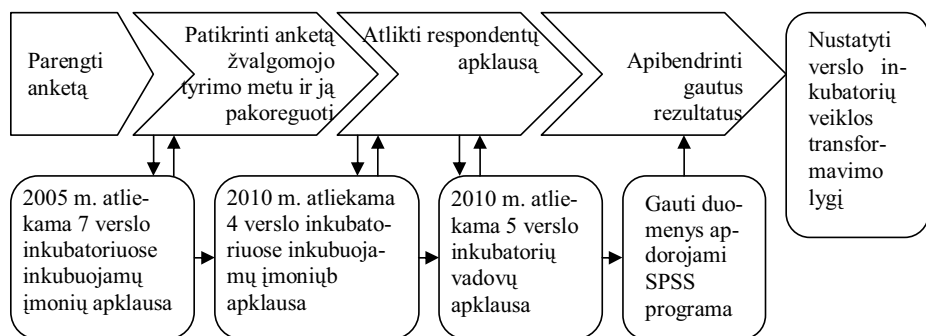 Parengti
anketą
Patikrinti anketą
žvalgomojo
tyrimo metu ir ją
pakoreguoti
Atlikti respondentų
apklausą
Apibendrinti
gautus
rezultatus
Nustatyti
verslo in-
kubatorių
veiklos
transfor-
mavimo
lygį
2005 m. atlie-
kama 7 verslo
inkubatoriuose
inkubuojamų
įmonių apklausa
2010 m. atliekama
4 verslo inkubato-
riuose inkubuoja-
mų įmoniųb
apklausa
2010 m. atlie-
kama 5 verslo
inkubatorių
vadovų
apklausa
Gauti duo-
menys ap-
dorojami
SPSS
programa